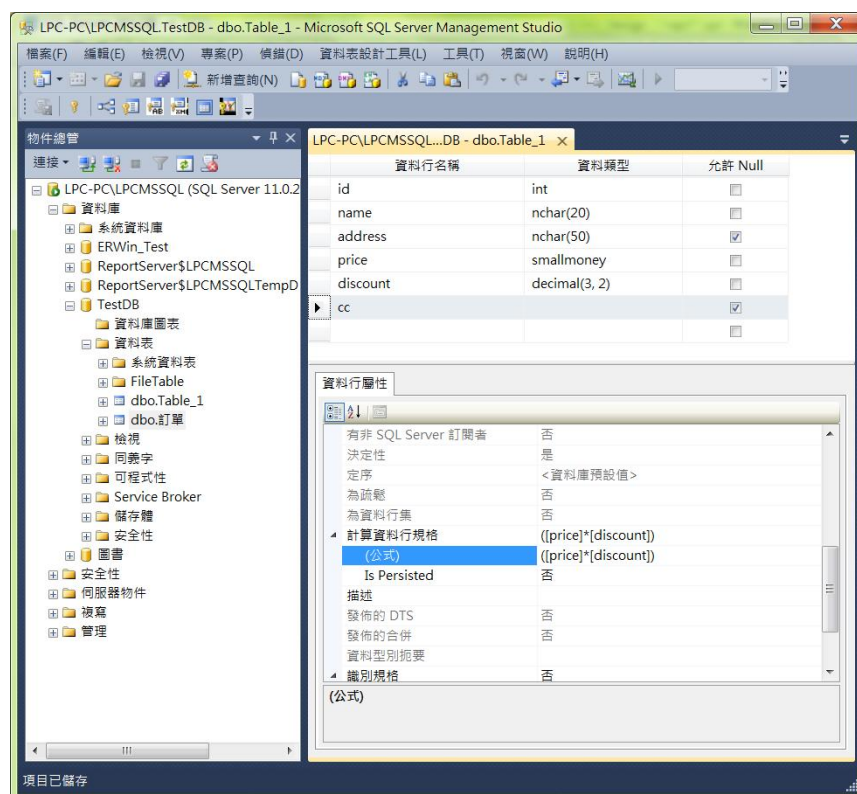 LPC-PC\LPCMSSQL.TestDB - dbo.Table_1 - Microsoft SQL Server Management Studio
檔案(F) 編輯(E) 檢視(V) 專案(P) 偵錯(D) 資料表設計工具(L) 工具(T) 視窗(W) 説明(H)
新增查詢(N)
物件總管
連接
LPC-PC\LPCMSSQL (SQL Server 11.0.2
資料庫
系統資料庫
ERWin_Test
ReportServer$LPCMSSQL
ReportServer$LPCMSSQLTempD
TestDB
資料庫圖表
資料表
系統資料表
FileTable
dbo.Table_1
dbo.訂單
檢視
同義字
可程式性
Service Broker
儲存體
安全性
圖書
安全性
伺服器物件
複寫
管理
LPC-PC\LPCMSSQL...DB - dbo.Table_1
資料行名稱 資料類型 允許 Null
id int
name nchar(20)
address nchar(50)
price smallmoney
discount decimal(3, 2)
cc
資料行屬性
有非 SQL Server 訂閱者 否
決定性 是
定序 <資料庫預設值>
為疏鬆 否
為資料行集 否
計算資料行規格 ([price]*[discount])
(公式) ([price]*[discount])
Is Persisted 否
描述
發佈的 DTS 否
發佈的合併 否
資料型別扼要
識別規格 否
(公式)
項目已儲存